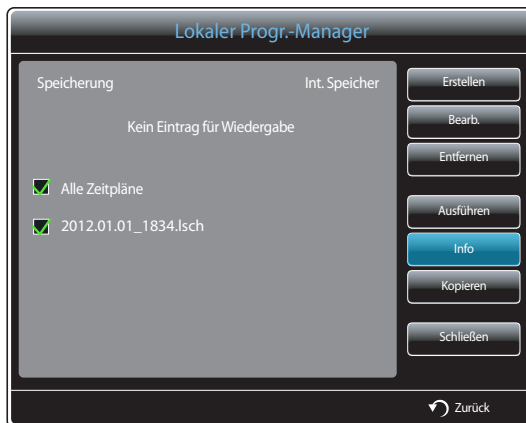 Lokaler Progr.-Manager
Speicherung Int. Speicher
Kein Eintrag für Wiedergabe
Alle Zeitpläne
2012.01.01_1834.lsch
Erstellen
Bearb.
Entfernen
Ausführen
Info
Kopieren
Schließen
Zurück